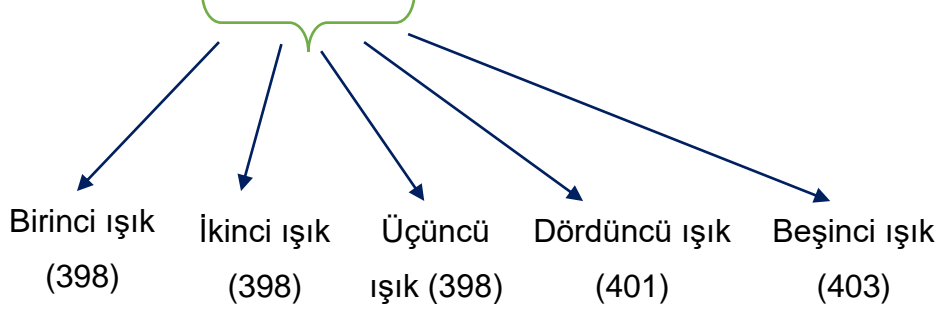 Birinci ışık
(398)
İkinci ışık
(398)
Üçüncü
ışık (398)
Dördüncü ışık
(401)
Beşinci ışık
(403)